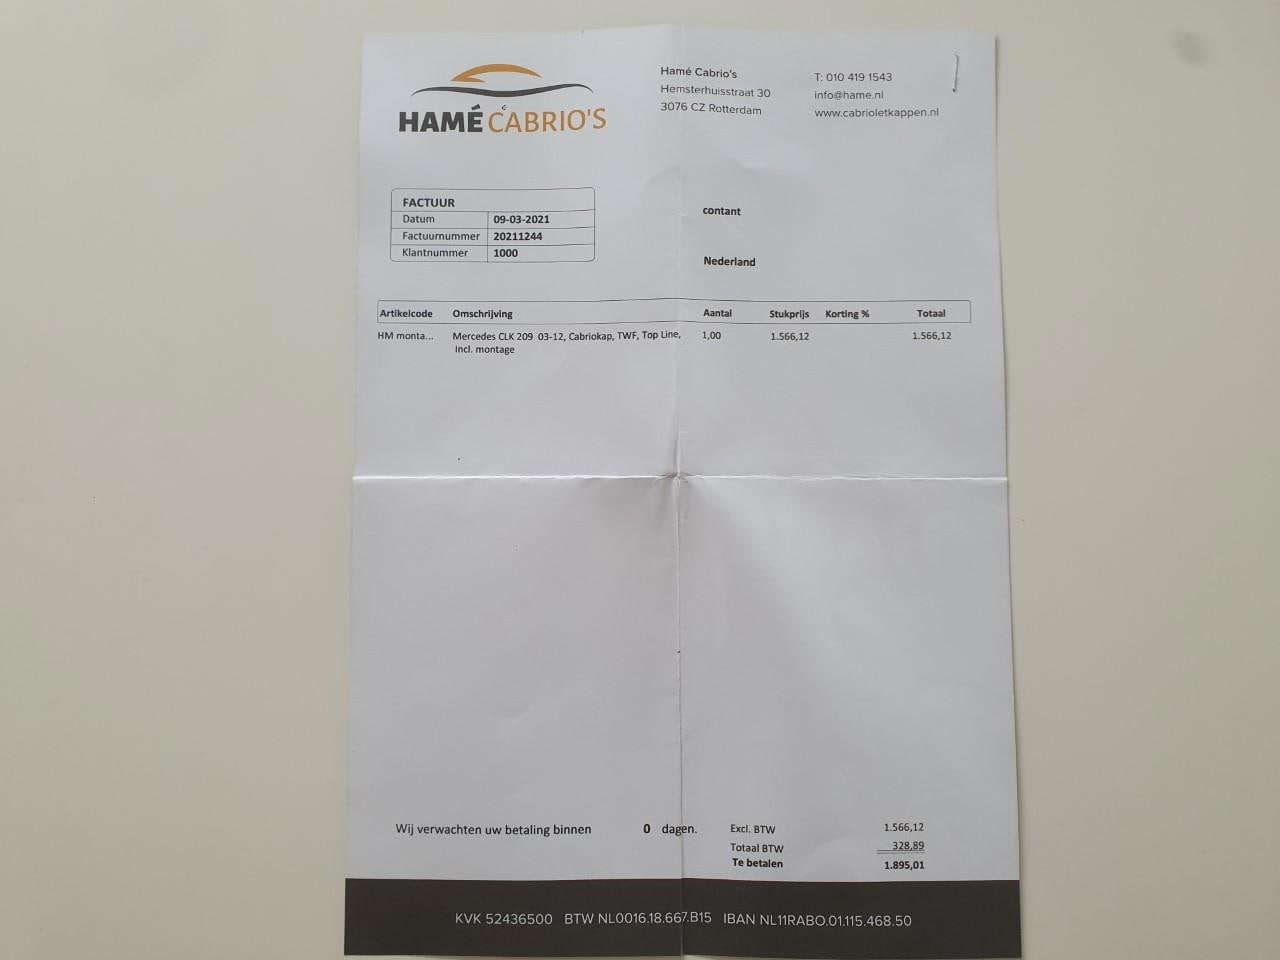 HAMÉ CABRIO'S
Hamé Cabrio's
Hemsterhuisstraat 30
3076 CZ Rotterdam
T: 010 419 1543
info@hame.nl
www.cabrioletkappen.nl
FACTUUR
Datum 09-03-2021
Factuurnummer 20211244
Klantnummer 1000
contant
Nederland
Artikelcode Omschrijving Aantal Stukprijs Korting % Totaal
HM monta... Mercedes CLK 209 03-12, Cabriokap, TWF, Top Line, 1,00 1.566,12 1.566,12
Incl. montage
Wij verwachten uw betaling binnen 0 dagen.
Excl. BTW 1.566,12
Totaal BTW 328,89
Te betalen 1.895,01
KVK 52436500 BTW NL0016.18.667.B15 IBAN NL11RABO.01.115.468.50